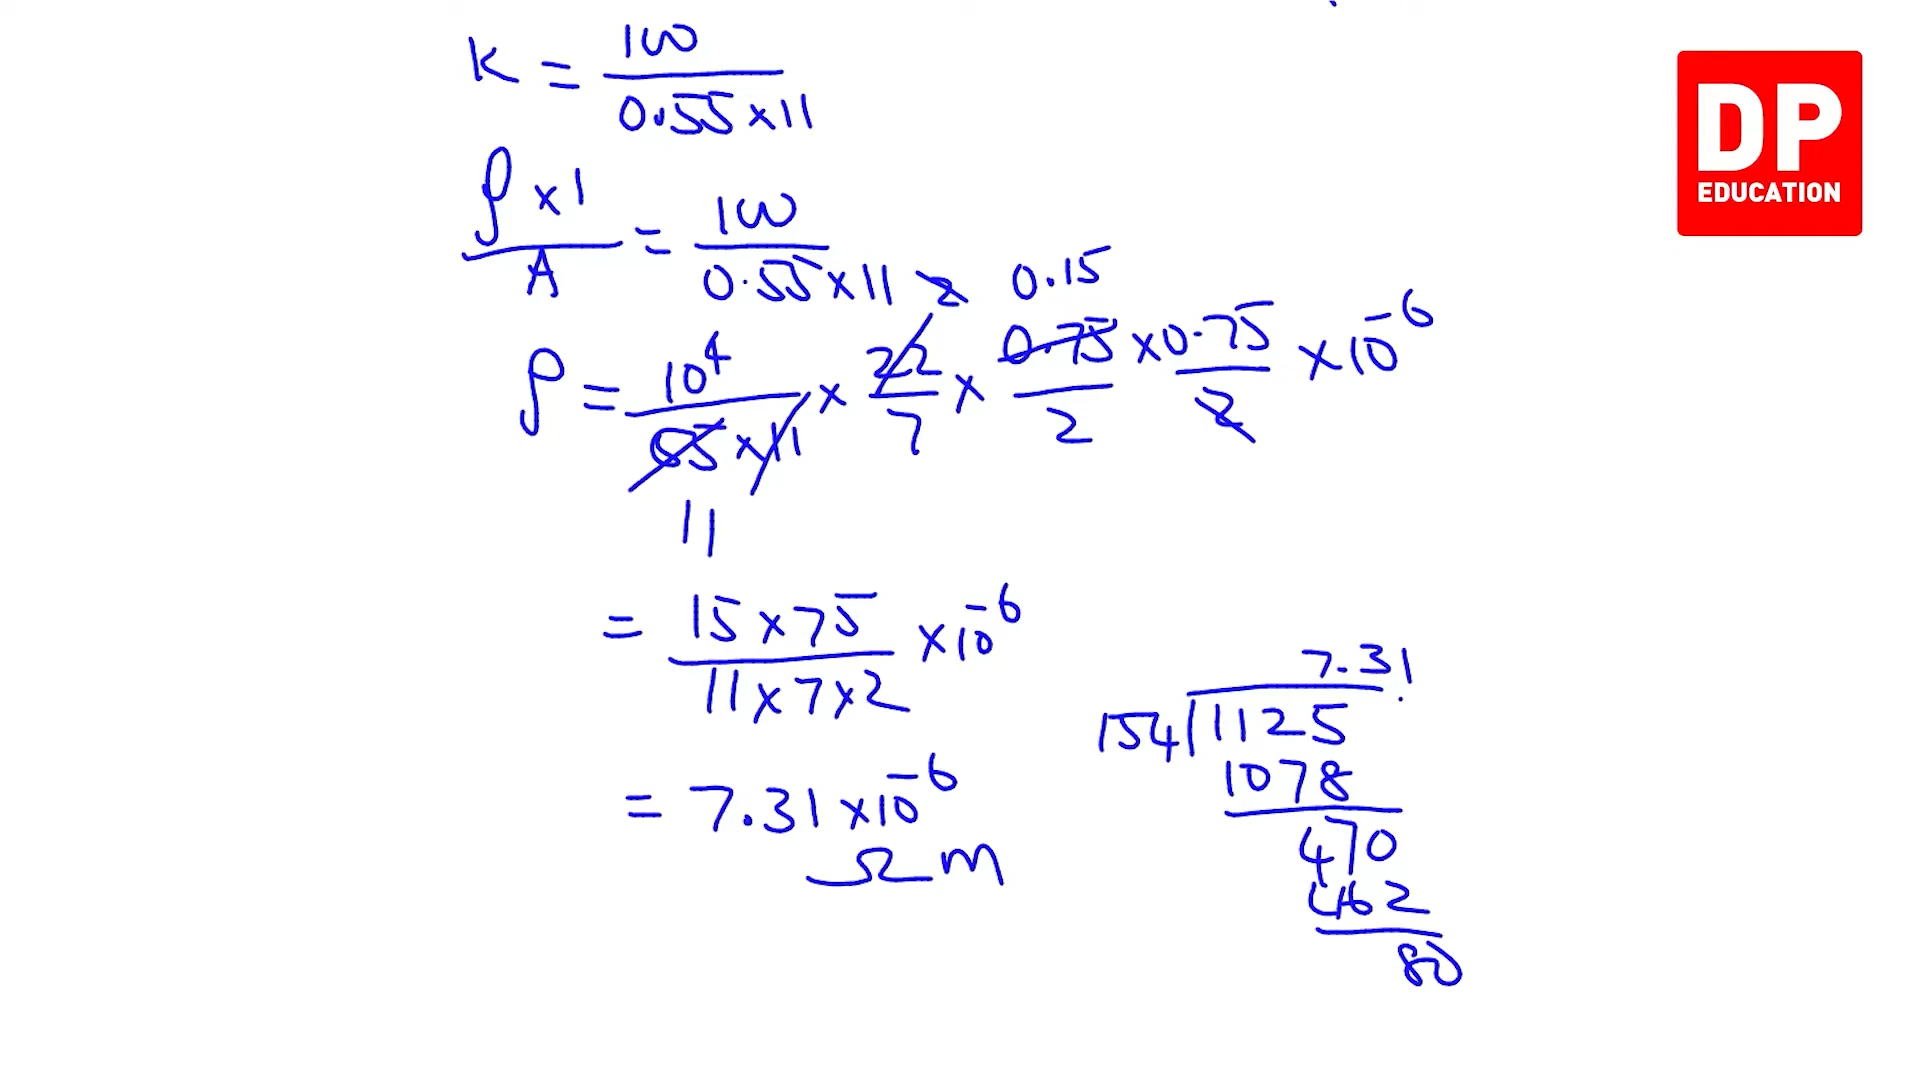 K = 100 / 0.55 × 11
ρ × 1 / A = 100 / 0.55 × 11
ρ = 10⁴ / 55 × 11 × 22 / 7 × 0.75 / 2 × 0.75 / 2 × 10⁻⁶
2
0.15
11
= 15 × 75 / 11 × 7 × 2 × 10⁻⁶
= 7.31 × 10⁻⁶
Ω m
7.31
154 | 1125
1078
470
462
80
DP
EDUCATION